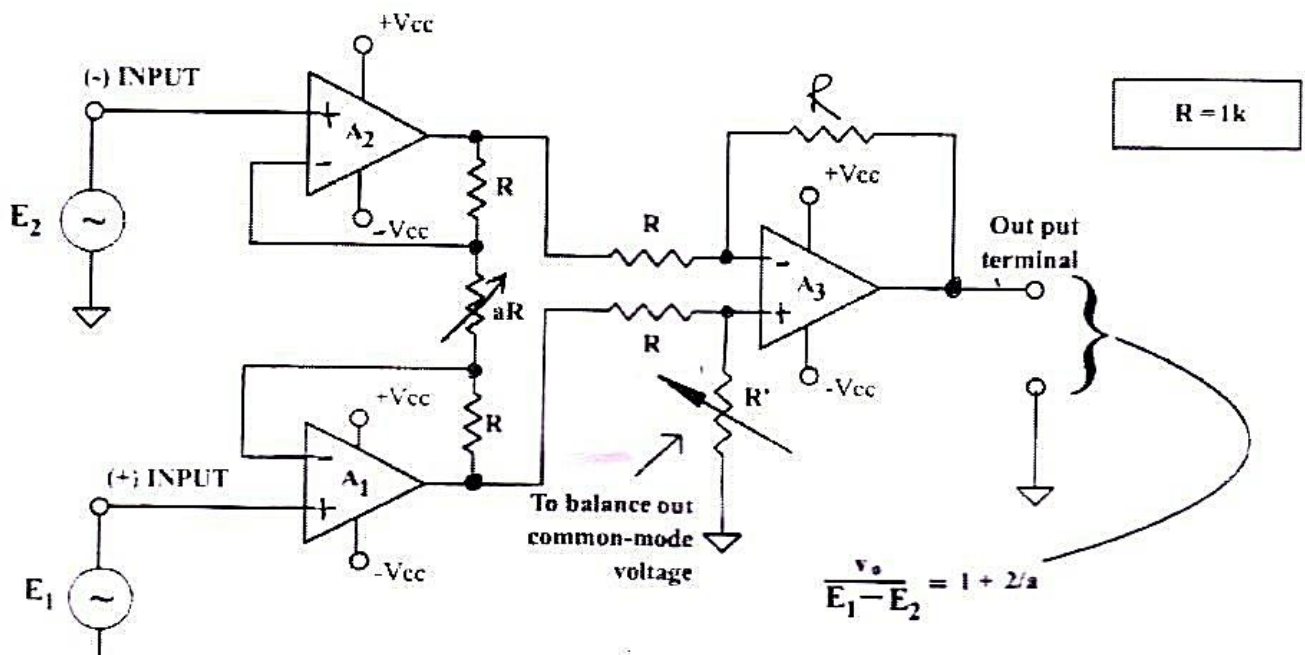 +Vcc
(-) INPUT
+
A2
-
-Vcc
E2
~
R
aR
R
+Vcc
R
R = 1k
+Vcc
-
A3
+
-Vcc
R
R
R'
Out put
terminal
(+) INPUT
-
A1
+
-Vcc
E1
~
To balance out
common-mode
voltage
vo
E1-E2 = 1 + 2/a